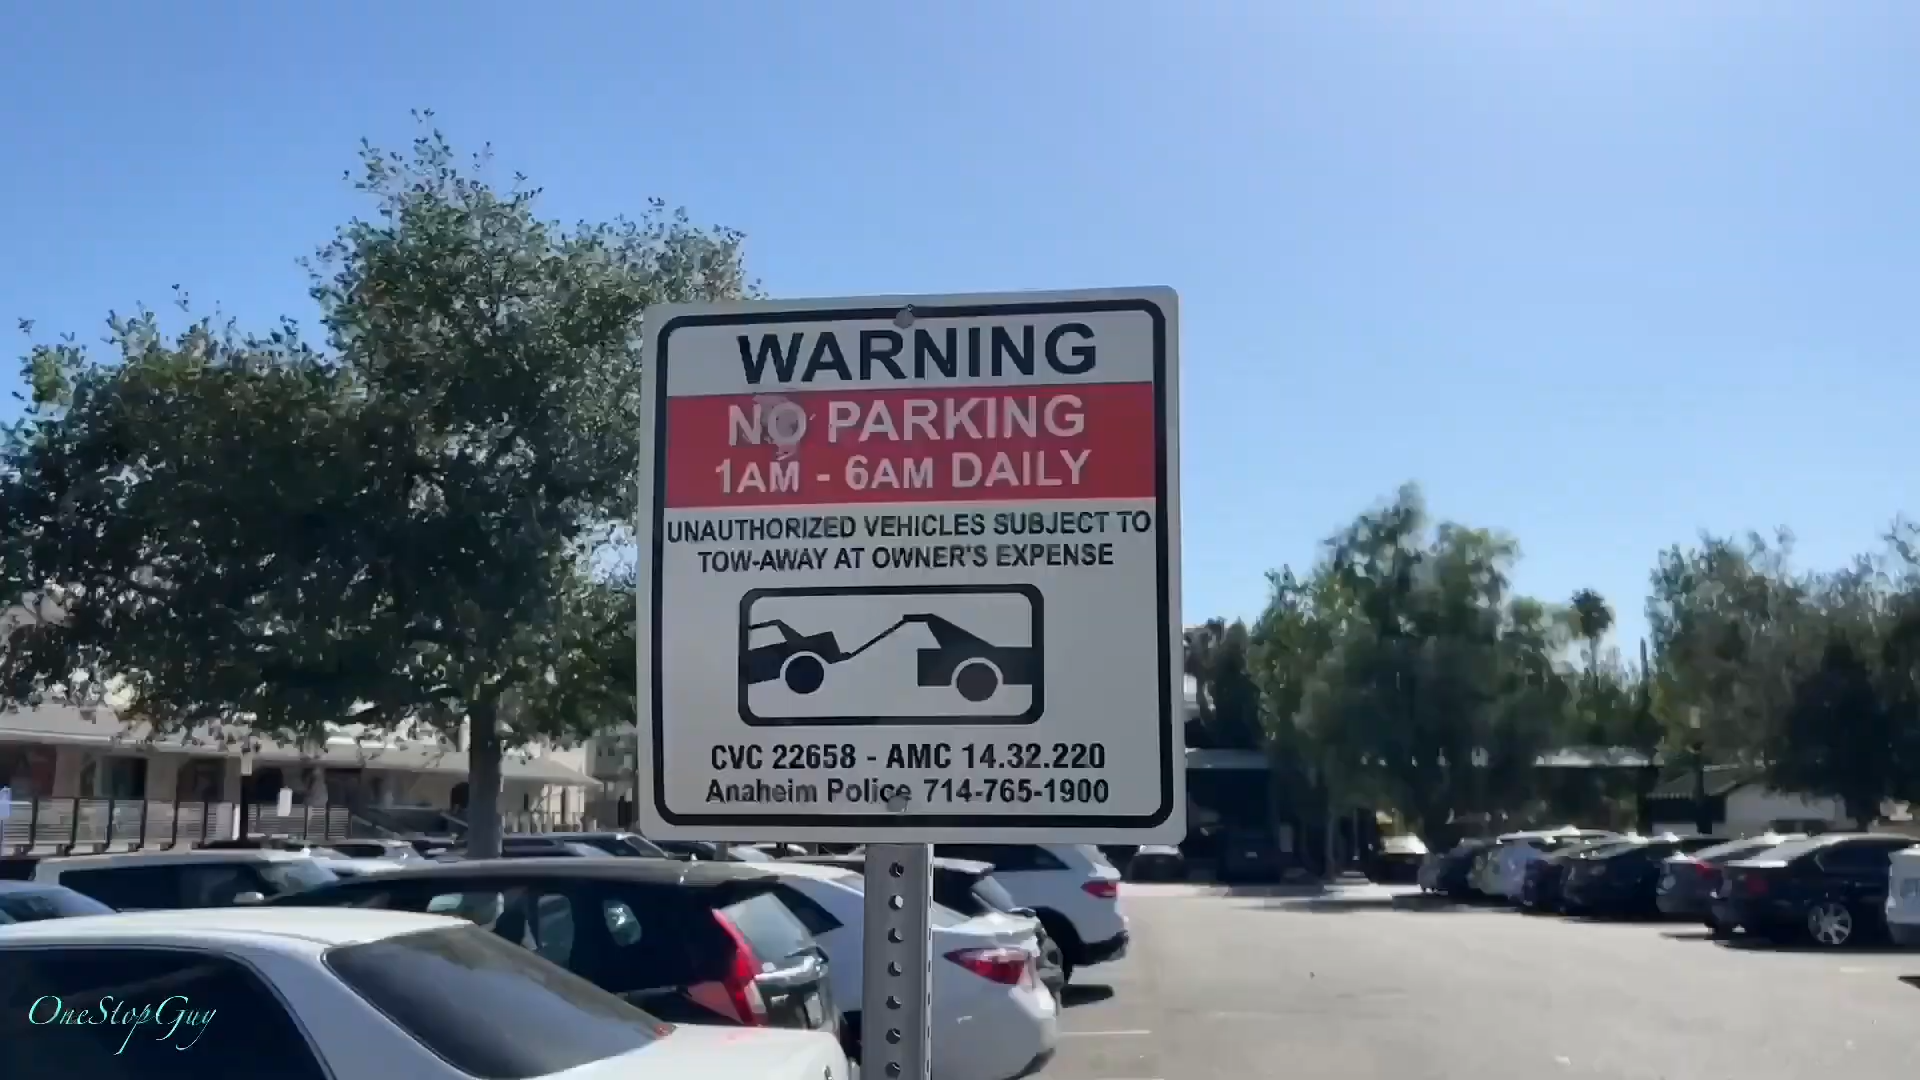 WARNING
NO PARKING
1AM - 6AM DAILY
UNAUTHORIZED VEHICLES SUBJECT TO
TOW-AWAY AT OWNER'S EXPENSE
CVC 22658 - AMC 14.32.220
Anaheim Police 714-765-1900
OneStopGuy